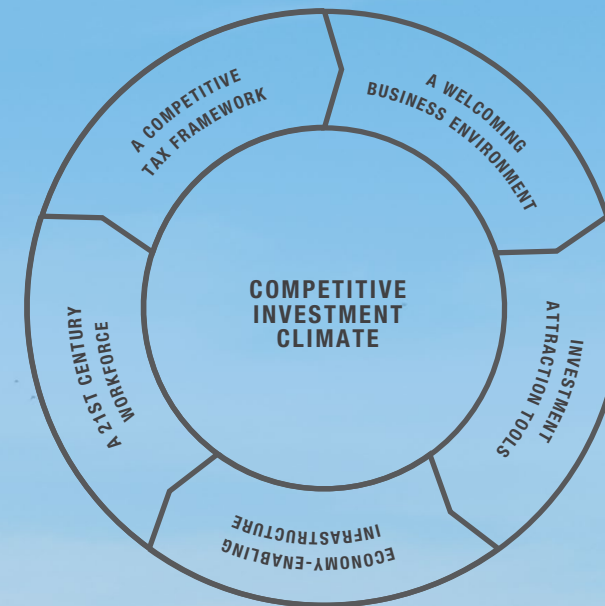 A COMPETITIVE
TAX FRAMEWORK
A WELCOMING
BUSINESS ENVIRONMENT
INVESTMENT
ATTRACTION TOOLS
ECONOMY-ENABLING
INFRASTRUCTURE
A 21ST CENTURY
WORKFORCE
COMPETITIVE
INVESTMENT
CLIMATE